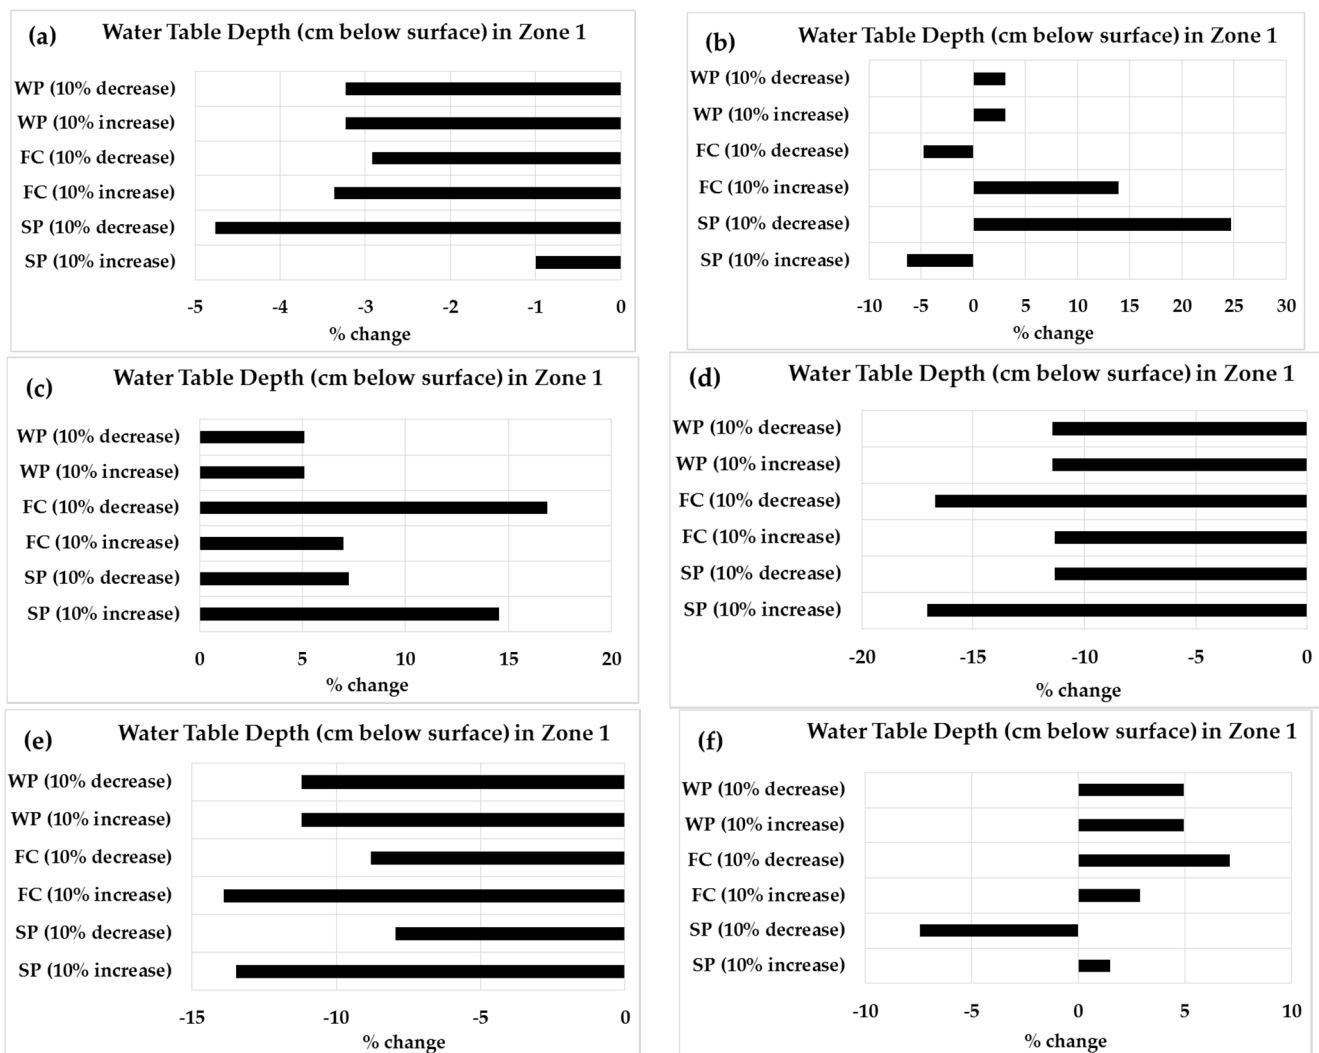 (a) Water Table Depth (cm below surface) in Zone 1
WP (10% decrease)
WP (10% increase)
FC (10% decrease)
FC (10% increase)
SP (10% decrease)
SP (10% increase)
-5 -4 -3 -2 -1 0
% change
(b) Water Table Depth (cm below surface) in Zone 1
WP (10% decrease)
WP (10% increase)
FC (10% decrease)
FC (10% increase)
SP (10% decrease)
SP (10% increase)
-10 -5 0 5 10 15 20 25 30
% change
(c) Water Table Depth (cm below surface) in Zone 1
WP (10% decrease)
WP (10% increase)
FC (10% decrease)
FC (10% increase)
SP (10% decrease)
SP (10% increase)
0 5 10 15 20
% change
(d) Water Table Depth (cm below surface) in Zone 1
WP (10% decrease)
WP (10% increase)
FC (10% decrease)
FC (10% increase)
SP (10% decrease)
SP (10% increase)
-20 -15 -10 -5 0
% change
(e) Water Table Depth (cm below surface) in Zone 1
WP (10% decrease)
WP (10% increase)
FC (10% decrease)
FC (10% increase)
SP (10% decrease)
SP (10% increase)
-15 -10 -5 0
% change
(f) Water Table Depth (cm below surface) in Zone 1
WP (10% decrease)
WP (10% increase)
FC (10% decrease)
FC (10% increase)
SP (10% decrease)
SP (10% increase)
-10 -5 0 5 10
% change